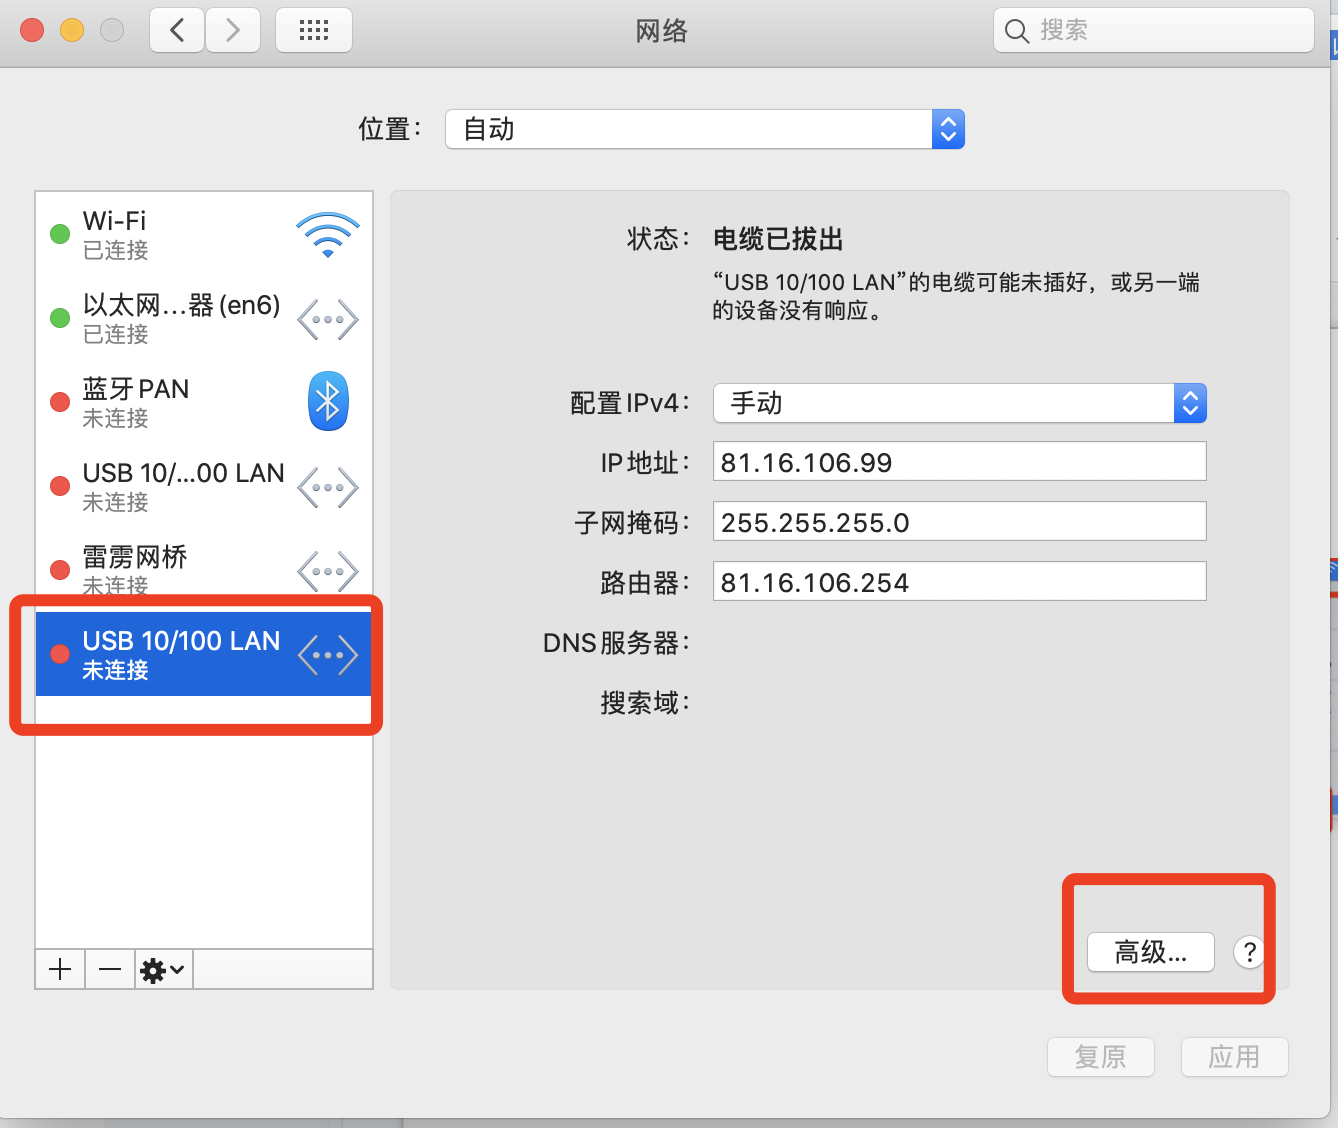 网络
搜索
位置：
自动
Wi-Fi
已连接
以太网…器 (en6)
已连接
蓝牙 PAN
未连接
USB 10/...00 LAN
未连接
雷雳网桥
未连接
USB 10/100 LAN
未连接
状态：
电缆已拔出
“USB 10/100 LAN”的电缆可能未插好，或另一端
的设备没有响应。
配置 IPv4：
手动
IP 地址：
81.16.106.99
子网掩码：
255.255.255.0
路由器：
81.16.106.254
DNS 服务器：
搜索域：
高级...
?
复原
应用